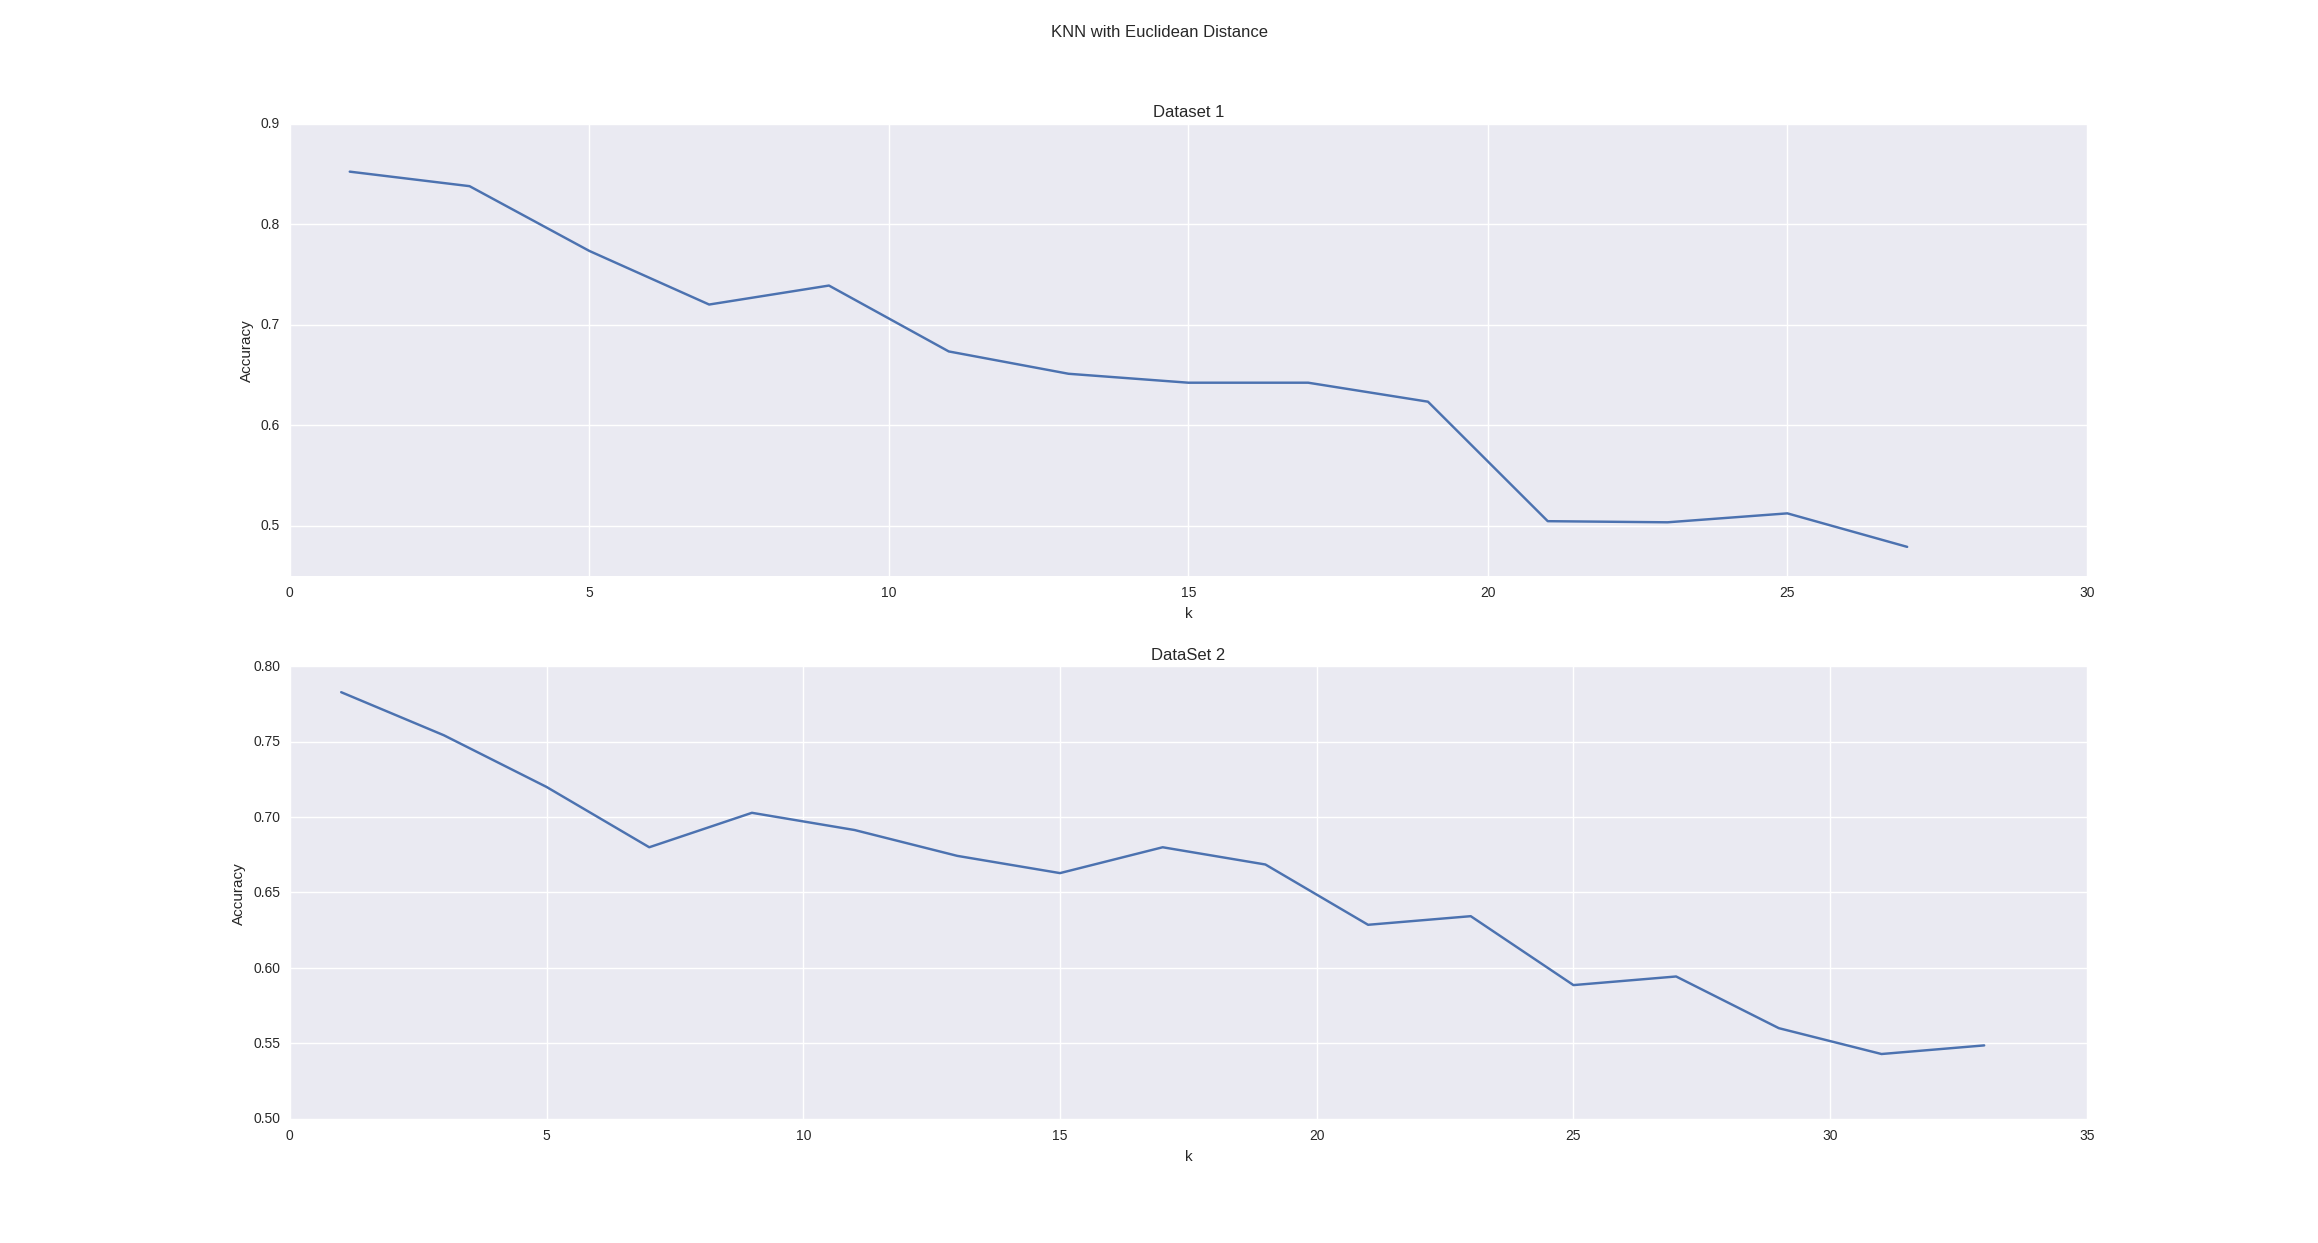 KNN with Euclidean Distance
Dataset 1
0.9
0.8
0.7
0.6
0.5
Accuracy
0 5 10 15 20 25 30
k
DataSet 2
0.80
0.75
0.70
0.65
0.60
0.55
0.50
Accuracy
0 5 10 15 20 25 30 35
k